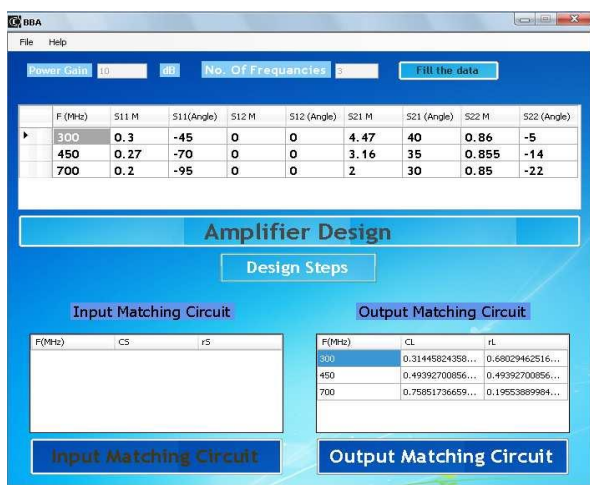 BBA
File Help
Power Gain 10 dB No. Of Frequancies 3 Fill the data
F (MHz) S11 M S11(Angle) S12 M S12 (Angle) S21 M S21 (Angle) S22 M S22 (Angle)
300 0.3 -45 0 0 4.47 40 0.86 -5
450 0.27 -70 0 0 3.16 35 0.855 -14
700 0.2 -95 0 0 2 30 0.85 -22
Amplifier Design
Design Steps
Input Matching Circuit Output Matching Circuit
F(MHz) CS rS F(MHz) CL rL
300 0.31445824358... 0.68029462516...
450 0.49392700856... 0.49392700856...
700 0.75851736659... 0.19553889984...
Input Matching Circuit Output Matching Circuit